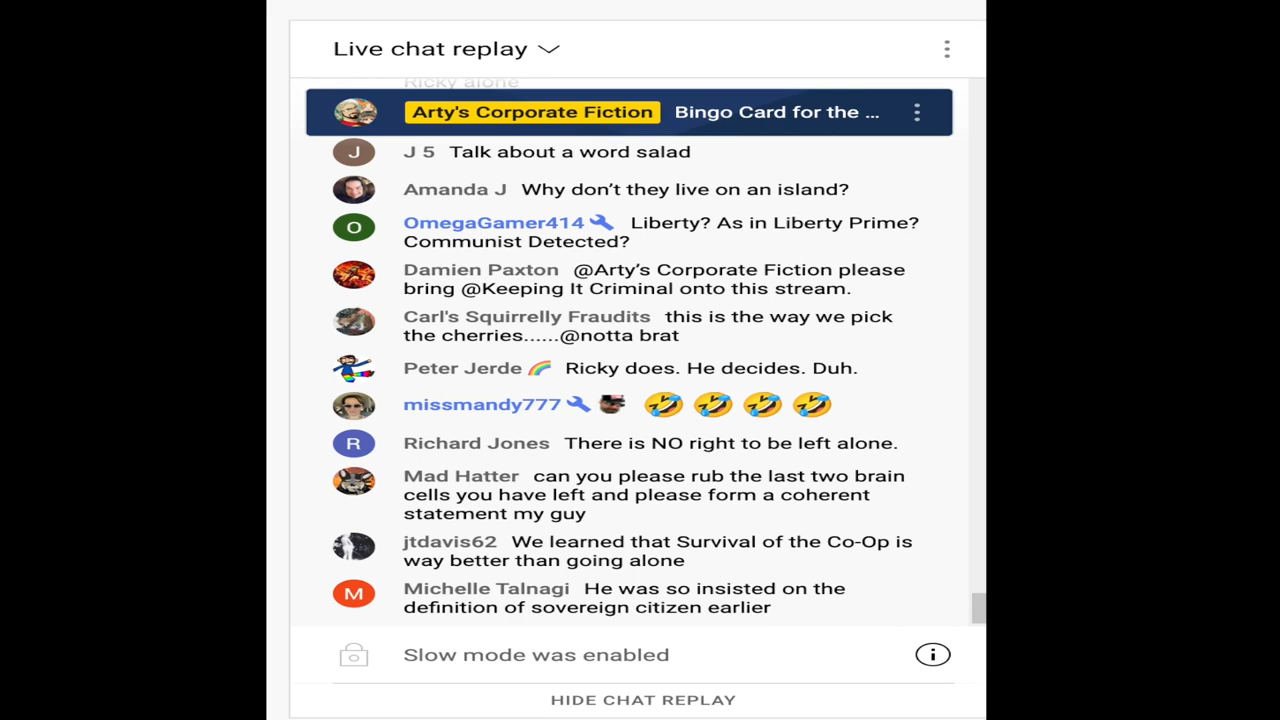 Live chat replay
Ricky alone
Arty's Corporate Fiction Bingo Card for the ...
J J 5 Talk about a word salad
Amanda J Why don’t they live on an island?
O OmegaGamer414 Liberty? As in Liberty Prime?
Communist Detected?
Damien Paxton @Arty’s Corporate Fiction please
bring @Keeping It Criminal onto this stream.
Carl's Squirrelly Fraudits this is the way we pick
the cherries......@notta brat
Peter Jerde 🌈 Ricky does. He decides. Duh.
missmandy777 🤣 🤣 🤣 🤣
R Richard Jones There is NO right to be left alone.
Mad Hatter can you please rub the last two brain
cells you have left and please form a coherent
statement my guy
jtdavis62 We learned that Survival of the Co-Op is
way better than going alone
M Michelle Talnagi He was so insisted on the
definition of sovereign citizen earlier
Slow mode was enabled
HIDE CHAT REPLAY